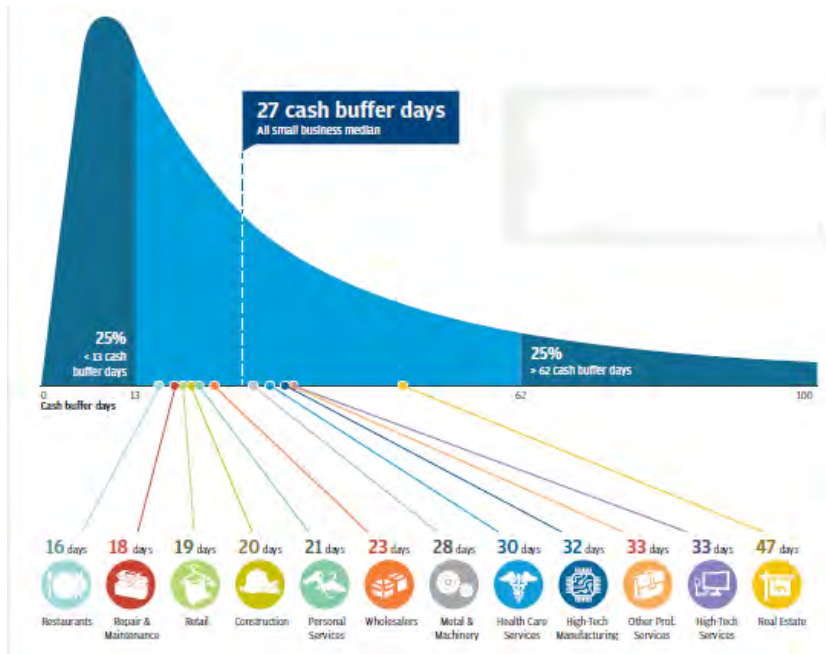 27 cash buffer days
All small business median
25%
< 13 cash
buffer days
25%
> 62 cash buffer days
0
13
62
100
Cash buffer days
16 days
18 days
19 days
20 days
21 days
23 days
28 days
30 days
32 days
33 days
33 days
47 days
Restaurants
Repair &
Maintenance
Retail
Construction
Personal
Services
Wholesalers
Metal &
Machinery
Health Care
Services
High-Tech
Manufacturing
Other Prof.
Services
High-Tech
Services
Real Estate